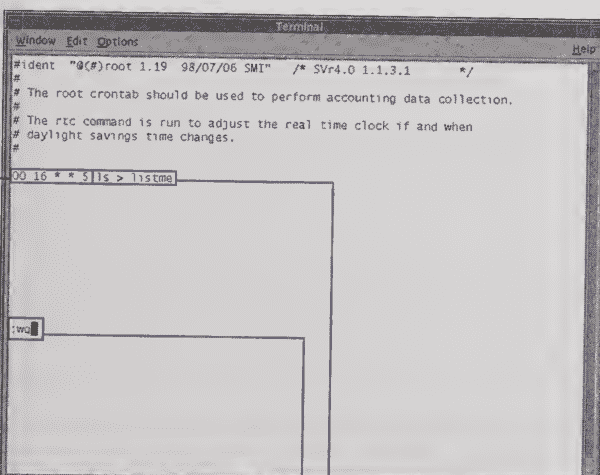 Terminal
Window Edit Options Help
#ident "@(#)root 1.19 98/07/06 SMI" /* SVr4.0 1.1.3.1 */
#
# The root crontab should be used to perform accounting data collection.
#
# The rtc command is run to adjust the real time clock if and when
# daylight savings time changes.
#
00 16 * * 5 ls > listme
:wq